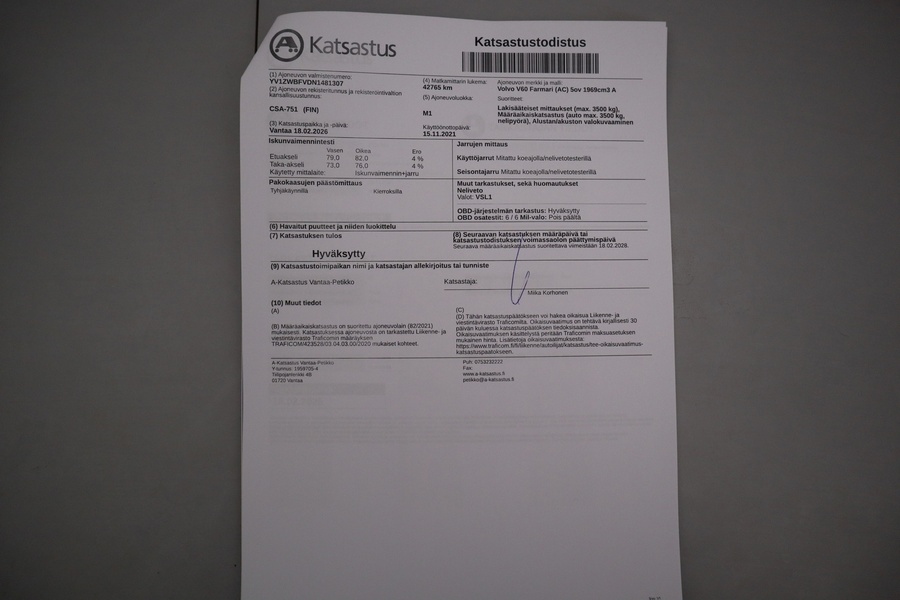 A Katsastus
Katsastustodistus
(1) Ajoneuvon valmistenumero:
YV1ZWBFVDN1481307
(2) Ajoneuvon rekisteritunnus ja rekisteröintivaltion
kansallisuustunnus:
CSA-751 (FIN)
(3) Katsastuspaikka ja -päivä:
Vantaa 18.02.2026
(4) Matkamittarin lukema:
42765 km
(5) Ajoneuvoluokka:
M1
Käyttöönottopäivä:
15.11.2021
Ajoneuvon merkki ja malli:
Volvo V60 Farmari (AC) 5ov 1969cm3 A
Suoritteet:
Lakisääteiset mittaukset (max. 3500 kg),
Määräaikaiskatsastus (auto max. 3500 kg,
nelipyörä), Alustan/akuston valokuvaaminen
Iskunvaimennintesti
Vasen Oikea Ero
Etuakseli 79,0 82,0 4 %
Taka-akseli 73,0 76,0 4 %
Käytetty mittalaite: Iskunvaimennin+jarru
Jarrujen mittaus
Käyttöjarrut Mitattu koeajolla/nelivetotesterillä
Seisontajarru Mitattu koeajolla/nelivetotesterillä
Pakokaasujen päästömittaus
Tyhjäkäynnillä Kierroksilla
Muut tarkastukset, sekä huomautukset
Neliveto
Valot: VSL1
OBD-järjestelmän tarkastus: Hyväksytty
OBD osatestit: 6 / 6 Mil-valo: Pois päältä
(6) Havaitut puutteet ja niiden luokittelu
(7) Katsastuksen tulos
Hyväksytty
(8) Seuraavan katsastuksen määräpäivä tai
katsastustodistuksen voimassaolon päättymispäivä
Seuraava määräaikaiskatsastus suoritettava viimeistään 18.02.2028.
(9) Katsastustoimipaikan nimi ja katsastajan allekirjoitus tai tunniste
A-Katsastus Vantaa-Petikko
Katsastaja:
Miika Korhonen
(10) Muut tiedot
(A)
(B) Määräaikaiskatsastus on suoritettu ajoneuvolain (82/2021)
mukaisesti. Katsastuksessa ajoneuvosta on tarkastettu Liikenne- ja
viestintävirasto Traficomin määräyksen
TRAFICOM/423528/03.04.03.00/2020 mukaiset kohteet.
(C)
(D) Tähän katsastuspäätökseen voi hakea oikaisua Liikenne- ja
viestintävirasto Traficomilta. Oikaisuvaatimus on tehtävä kirjallisesti 30
päivän kuluessa katsastuspäätöksen tiedoksisaannista.
Oikaisuvaatimuksen käsittelystä peritään Traficomin maksuasetuksen
mukainen hinta. Lisätietoja oikaisuvaatimuksesta:
https://www.traficom.fi/fi/liikenne/autoilijat/katsastus/tee-oikaisuvaatimus-
katsastuspaatokseen.
A-Katsastus Vantaa-Petikko
Y-tunnus: 1959705-4
Tiilipojanlenkki 4B
01720 Vantaa
Puh: 0753232222
Fax:
www.a-katsastus.fi
petikko@a-katsastus.fi